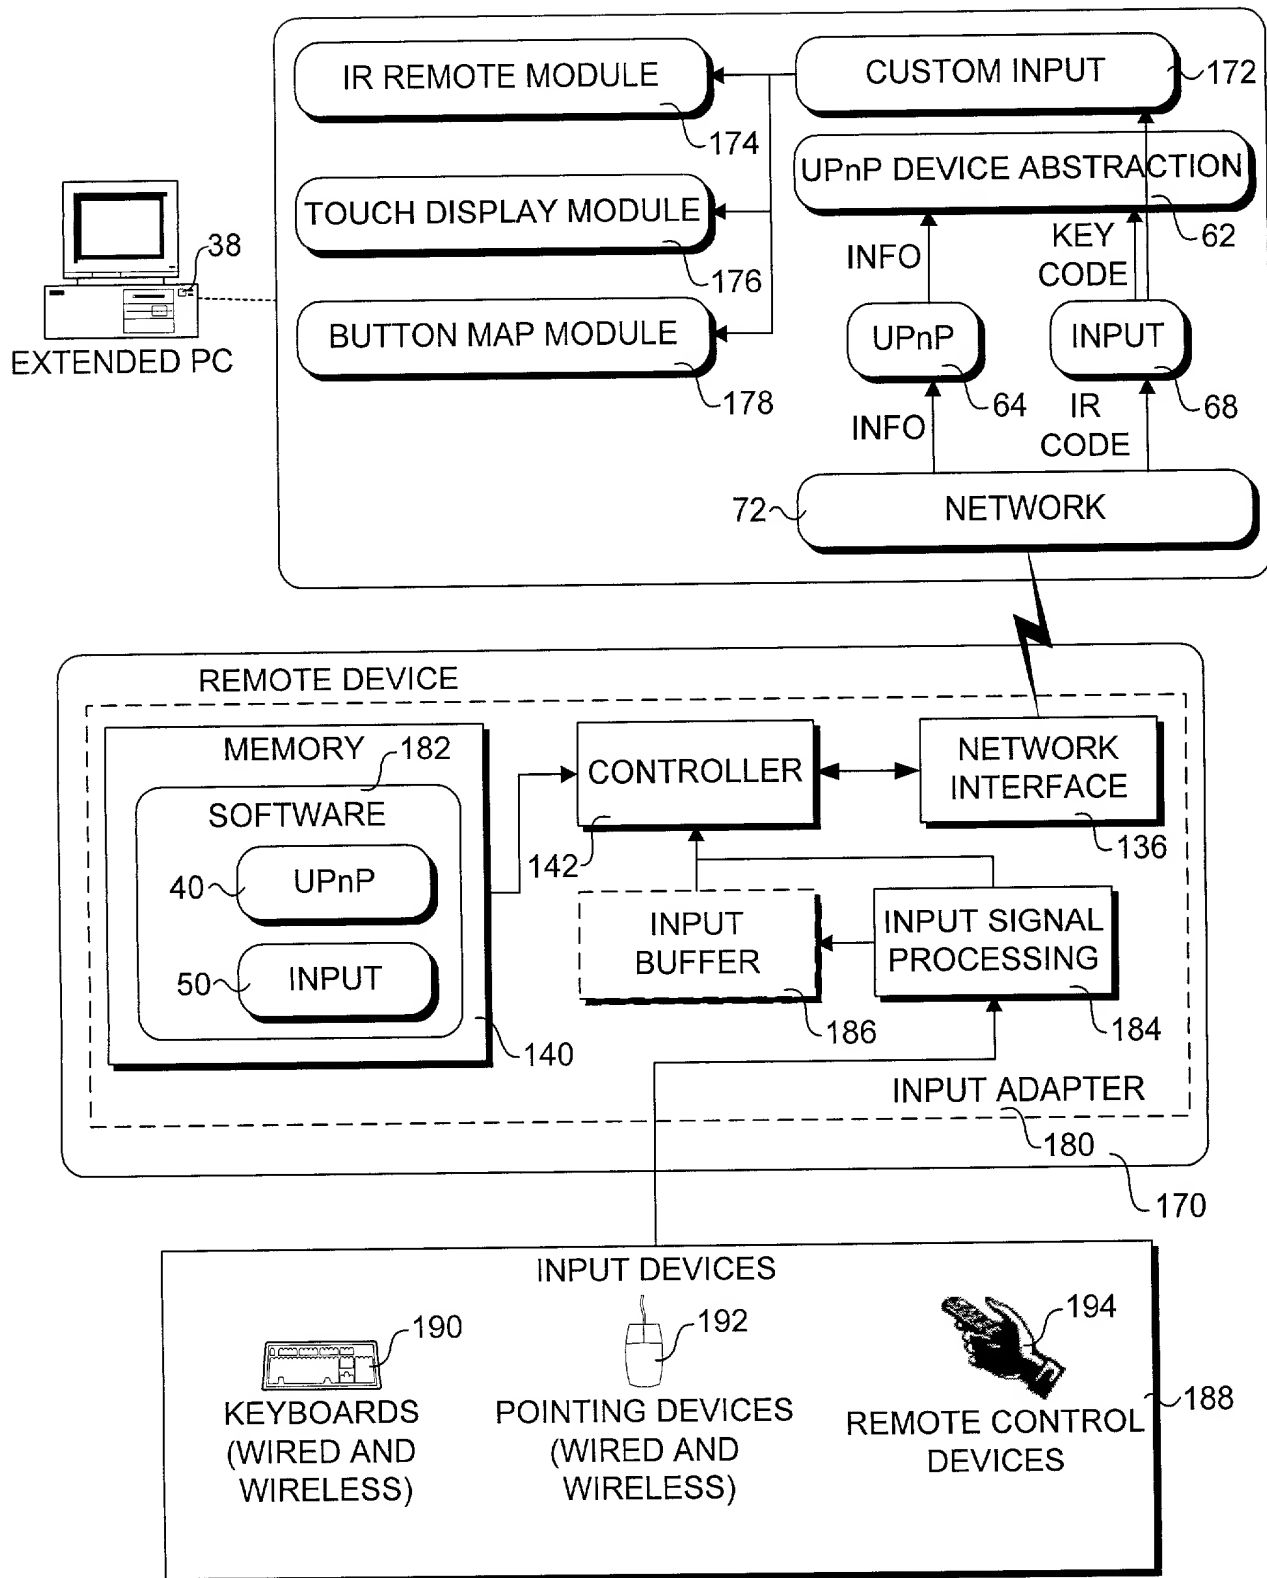 IR REMOTE MODULE
174
CUSTOM INPUT
172
UPnP DEVICE ABSTRACTION
62
TOUCH DISPLAY MODULE
176
38
EXTENDED PC
BUTTON MAP MODULE
178
INFO
KEY
CODE
UPnP
64
INPUT
68
INFO
IR
CODE
72
NETWORK
REMOTE DEVICE
MEMORY
182
SOFTWARE
40
UPnP
50
INPUT
140
CONTROLLER
142
NETWORK
INTERFACE
136
INPUT
BUFFER
186
INPUT SIGNAL
PROCESSING
184
INPUT ADAPTER
180
170
INPUT DEVICES
190
KEYBOARDS
(WIRED AND
WIRELESS)
192
POINTING DEVICES
(WIRED AND
WIRELESS)
194
REMOTE CONTROL
DEVICES
188